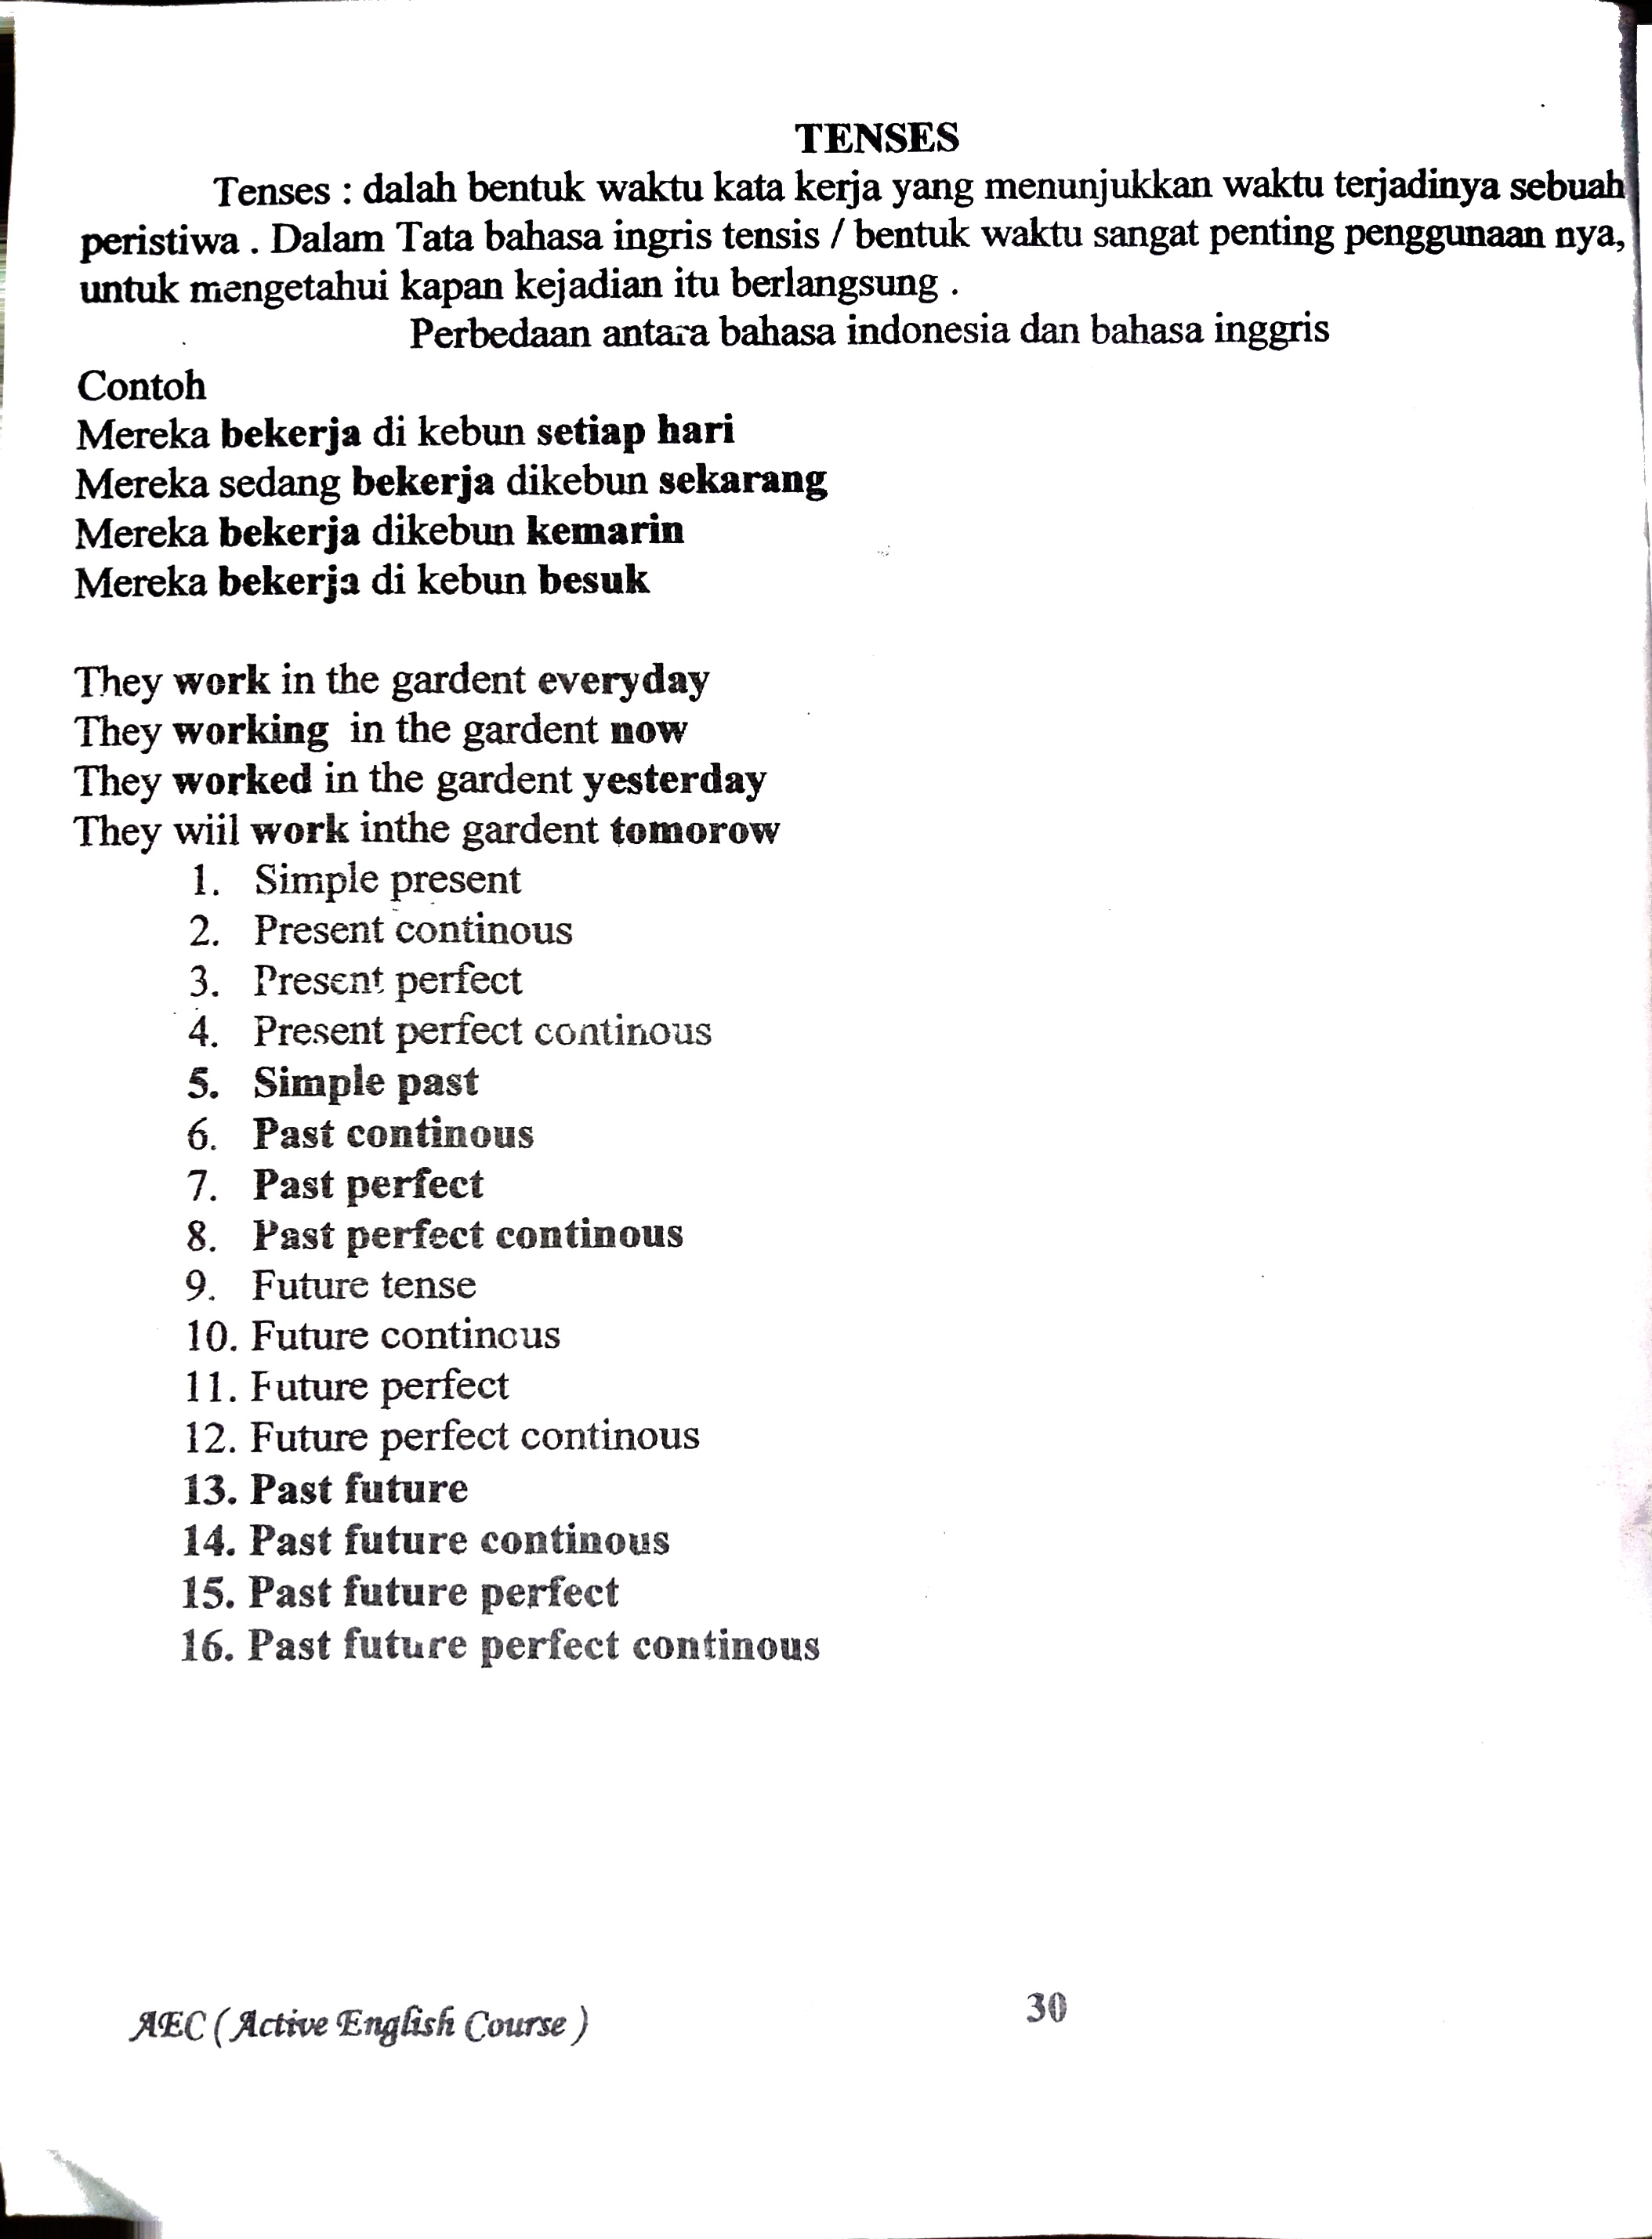 TENSES
Tenses : dalah bentuk waktu kata kerja yang menunjukkan waktu terjadinya sebuah
peristiwa . Dalam Tata bahasa ingris tensis / bentuk waktu sangat penting penggunaan nya,
untuk mengetahui kapan kejadian itu berlangsung .
Perbedaan antara bahasa indonesia dan bahasa inggris
Contoh
Mereka bekerja di kebun setiap hari
Mereka sedang bekerja dikebun sekarang
Mereka bekerja dikebun kemarin
Mereka bekerja di kebun besuk
They work in the gardent everyday
They working in the gardent now
They worked in the gardent yesterday
They wiil work inthe gardent tomorow
1. Simple present
2. Present continous
3. Present perfect
4. Present perfect continous
5. Simple past
6. Past continous
7. Past perfect
8. Past perfect continous
9. Future tense
10. Future continous
11. Future perfect
12. Future perfect continous
13. Past future
14. Past future continous
15. Past future perfect
16. Past future perfect continous
AEC ( Active English Course )
30